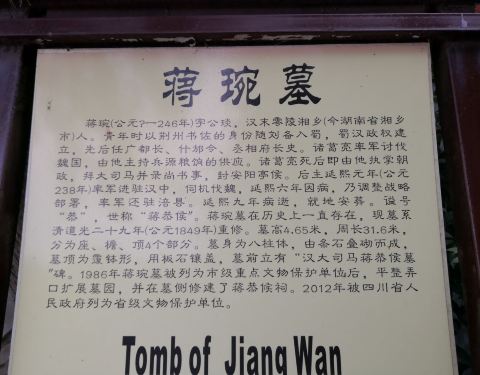 蒋琬墓
蒋琬(公元?—246年)字公琰，汉末零陵湘乡(今湖南省湘乡
市)人。青年时以荆州书佐的身份随刘备入蜀，蜀汉政权建
立，先后任广都长、什邡令、丞相府长史。诸葛亮率军讨伐
魏国，由他主持兵源粮饷的供应。诸葛亮死后即由他执掌朝
政，拜大司马并录尚书事，封安阳亭侯。后主延熙元年(公元
238年)率军进驻汉中，伺机伐魏，延熙六年因病，乃调整战略
部署，率军还驻涪县。延熙九年病逝，就地安葬。谥号
“恭”，世称“蒋恭侯”。蒋琬墓在历史上一直存在，现墓系
清道光二十九年(公元1849年)重修。墓高4.65米，周长31.6米，
分为座、檐、项4个部分。墓身为八柱体，由条石叠砌而成，
墓顶为覆钵形，用板石镶盖，墓前立有“汉大司马蒋恭侯墓
”碑。1986年蒋琬墓被列为市级重点文物保护单位后，平整弄
口扩展墓园，并在墓侧修建了蒋恭候祠。2012年被四川省人
民政府列为省级文物保护单位。
Tomb of Jiang Wan